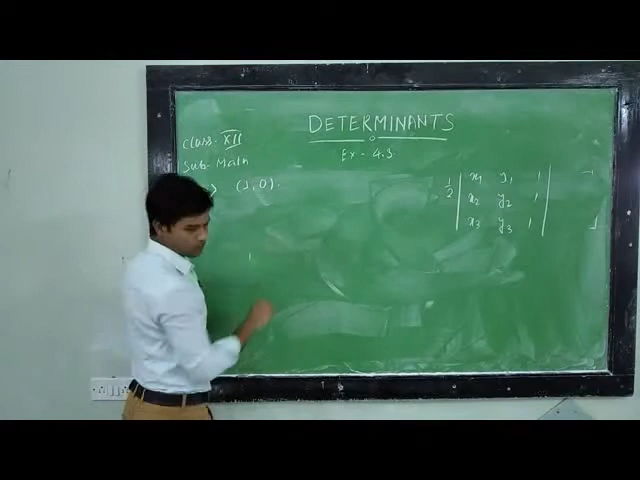 DETERMINANTS
Ex - 4.3
Class - XII
Sub - Math
(1,0).
1/2 | x₁ y₁ 1 |
| x₂ y₂ 1 |
| x₃ y₃ 1 |